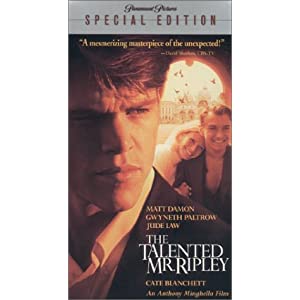 Paramount Pictures
SPECIAL EDITION
"A mesmerizing masterpiece of the unexpected!"
MATT DAMON
GWYNETH PALTROW
JUDE LAW
THE
TALENTED
MR. RIPLEY
CATE BLANCHETT
An Anthony Minghella Film